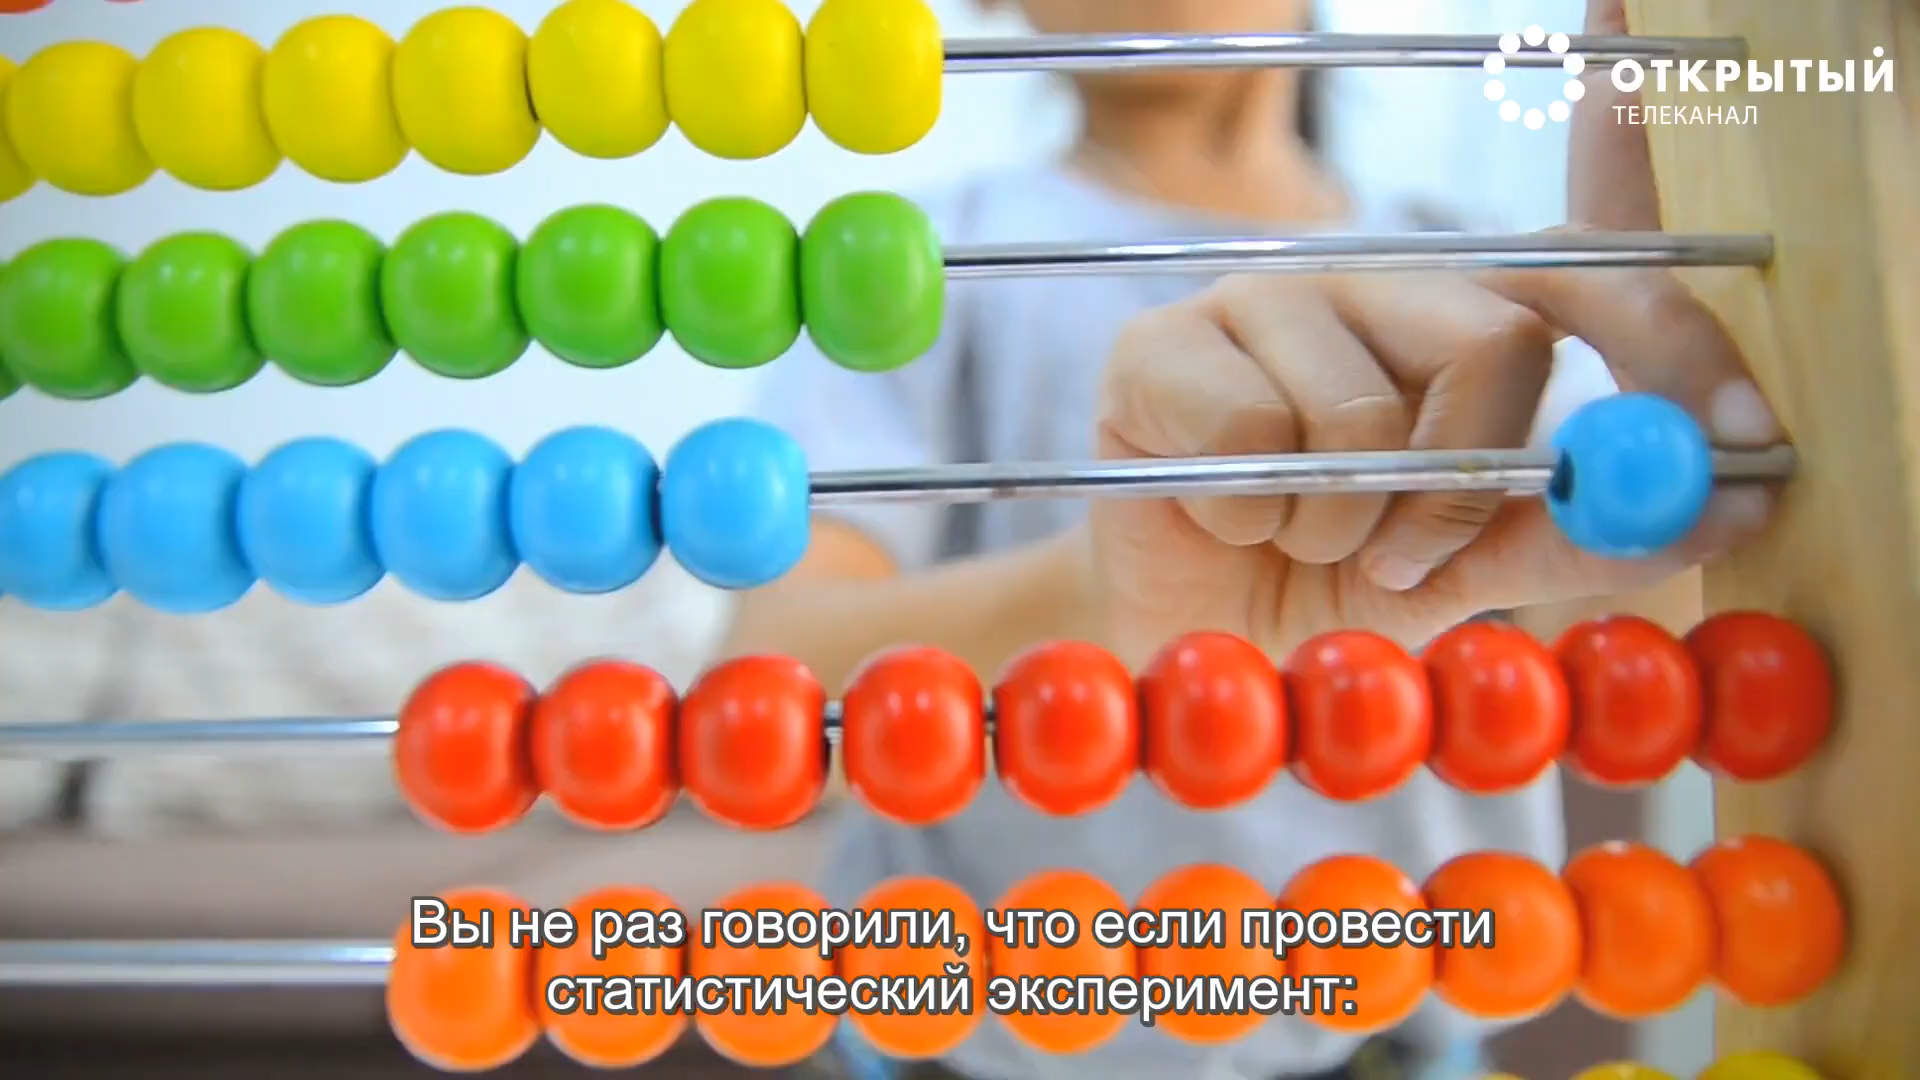 ОТКРЫТЫЙ
ТЕЛЕКАНАЛ
Вы не раз говорили, что если провести
статистический эксперимент: